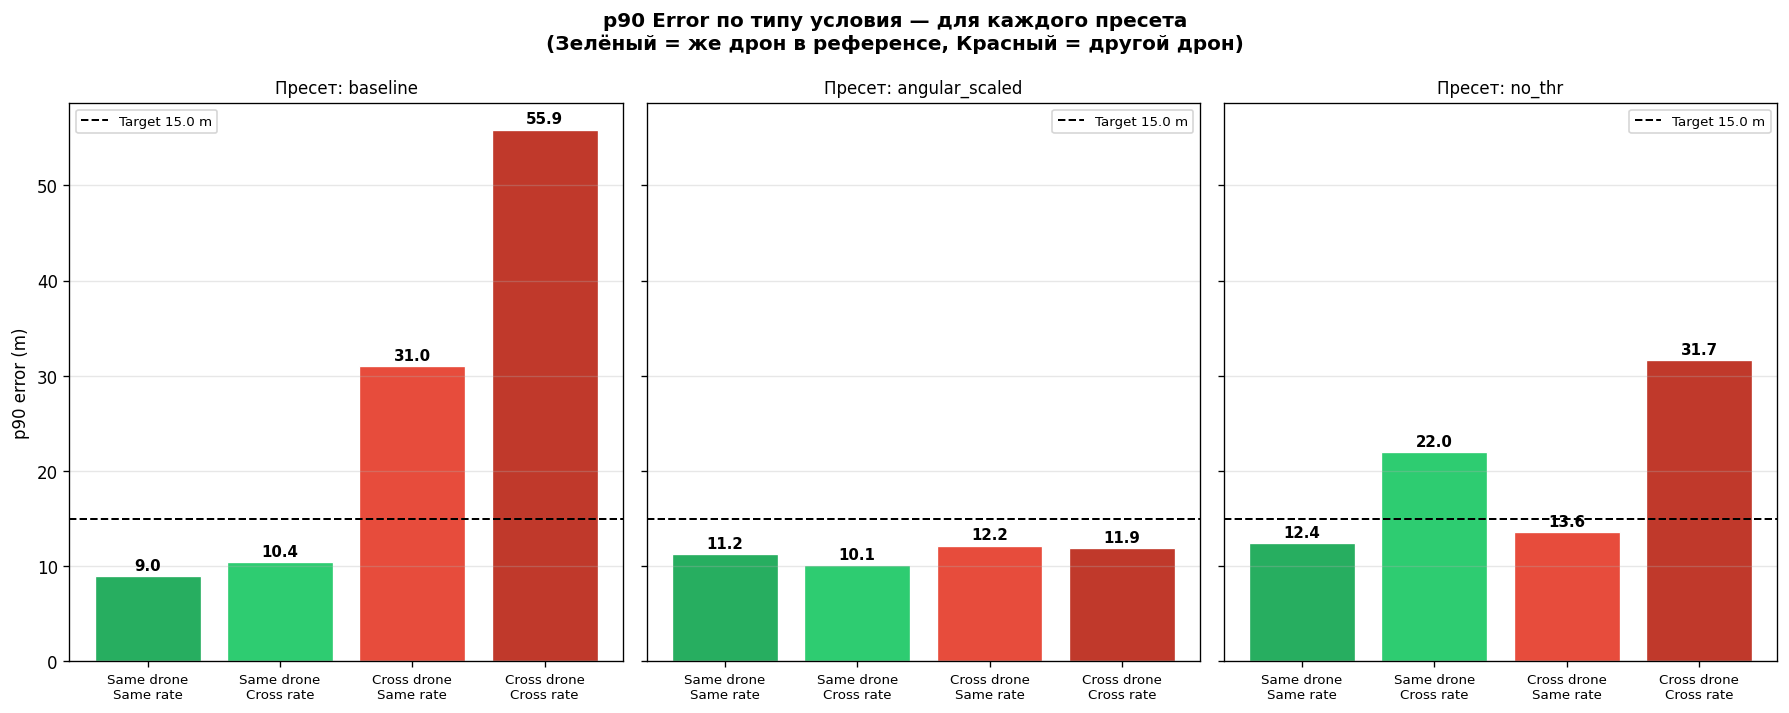 p90 Error по типу условия — для каждого пресета
(Зелёный = же дрон в референсе, Красный = другой дрон)
Пресет: baseline
Target 15.0 m
p90 error (m)
50
40
30
20
10
0
9.0
10.4
31.0
55.9
Same drone
Same rate
Same drone
Cross rate
Cross drone
Same rate
Cross drone
Cross rate
Пресет: angular_scaled
Target 15.0 m
11.2
10.1
12.2
11.9
Same drone
Same rate
Same drone
Cross rate
Cross drone
Same rate
Cross drone
Cross rate
Пресет: no_thr
Target 15.0 m
12.4
22.0
13.6
31.7
Same drone
Same rate
Same drone
Cross rate
Cross drone
Same rate
Cross drone
Cross rate